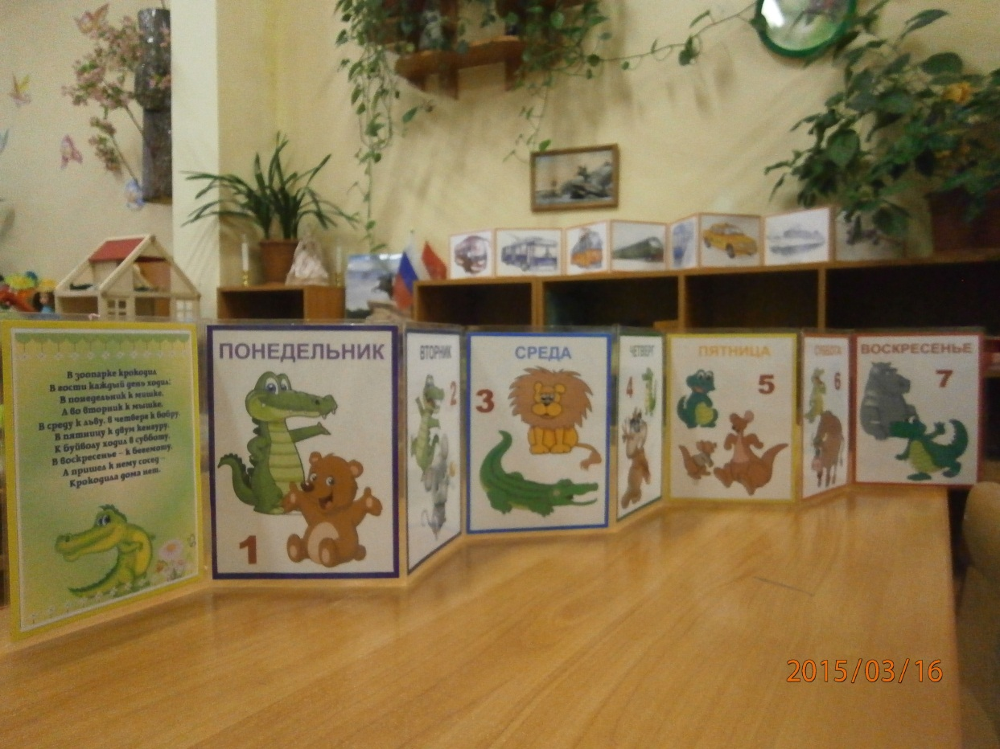 В зоопарке крокодил
В гости каждый день ходил:
В понедельник к мишке,
А во вторник к мышке,
В среду к льву, в четверг к бобру,
В пятницу к двум кенгуру.
К буйволу ходил в субботу.
В воскресенье – к бегемоту.
А пришел к нему сосед –
Крокодила дома нет.
ПОНЕДЕЛЬНИК
1
ВТОРНИК
2
СРЕДА
3
ЧЕТВЕРГ
4
ПЯТНИЦА
5
СУББОТА
6
ВОСКРЕСЕНЬЕ
7
2015/03/16